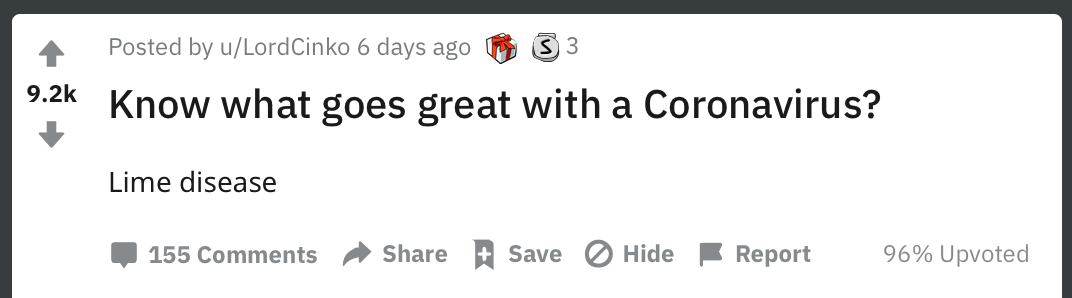 Posted by u/LordCinko 6 days ago S 3
9.2k
Know what goes great with a Coronavirus?
Lime disease
155 Comments Share Save Hide Report 96% Upvoted